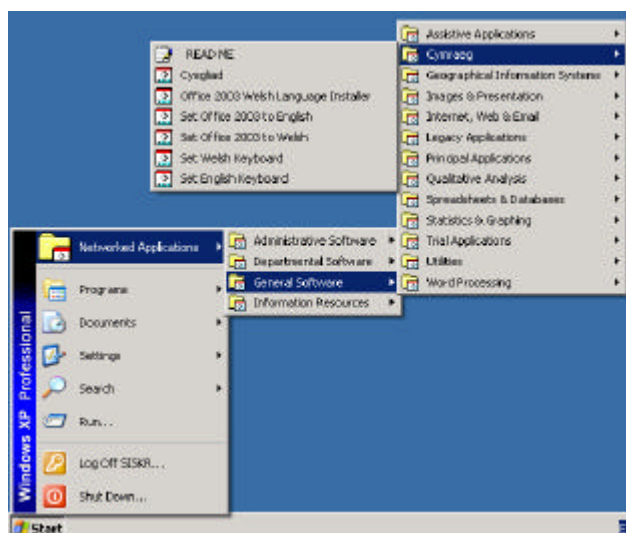 READ ME
Cysgliad
Office 2003 Welsh Language Installer
Set Office 2003 to English
Set Office 2003 to Welsh
Set Welsh Keyboard
Set English Keyboard
Assistive Applications
Cymraeg
Geographical Information Systems
Images & Presentation
Internet, Web & Email
Legacy Applications
Principal Applications
Qualitative Analysis
Spreadsheets & Databases
Statistics & Graphing
Trial Applications
Utilities
Word Processing
Administrative Software
Departmental Software
General Software
Information Resources
Networked Applications
Programs
Documents
Settings
Search
Run...
Log Off SISKR...
Shut Down...
Windows XP Professional
Start